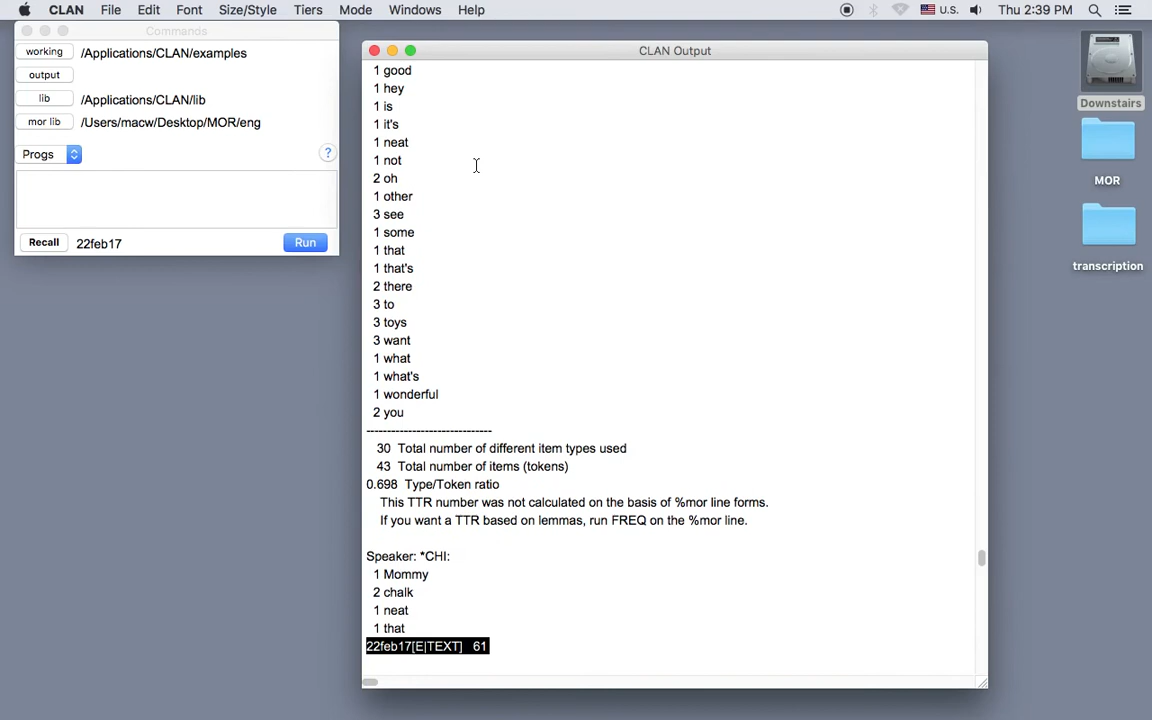 CLAN File Edit Font Size/Style Tiers Mode Windows Help U.S. Thu 2:39 PM
Commands
working /Applications/CLAN/examples
output
lib /Applications/CLAN/lib
mor lib /Users/macw/Desktop/MOR/eng
Progs ?
Recall 22feb17 Run
CLAN Output
1 good
1 hey
1 is
1 it's
1 neat
1 not
2 oh
1 other
3 see
1 some
1 that
1 that's
2 there
3 to
3 toys
3 want
1 what
1 what's
1 wonderful
2 you
------------------------------
30 Total number of different item types used
43 Total number of items (tokens)
0.698 Type/Token ratio
This TTR number was not calculated on the basis of %mor line forms.
If you want a TTR based on lemmas, run FREQ on the %mor line.
Speaker: *CHI:
1 Mommy
2 chalk
1 neat
1 that
22feb17[E|TEXT] 61
Downstairs
MOR
transcription